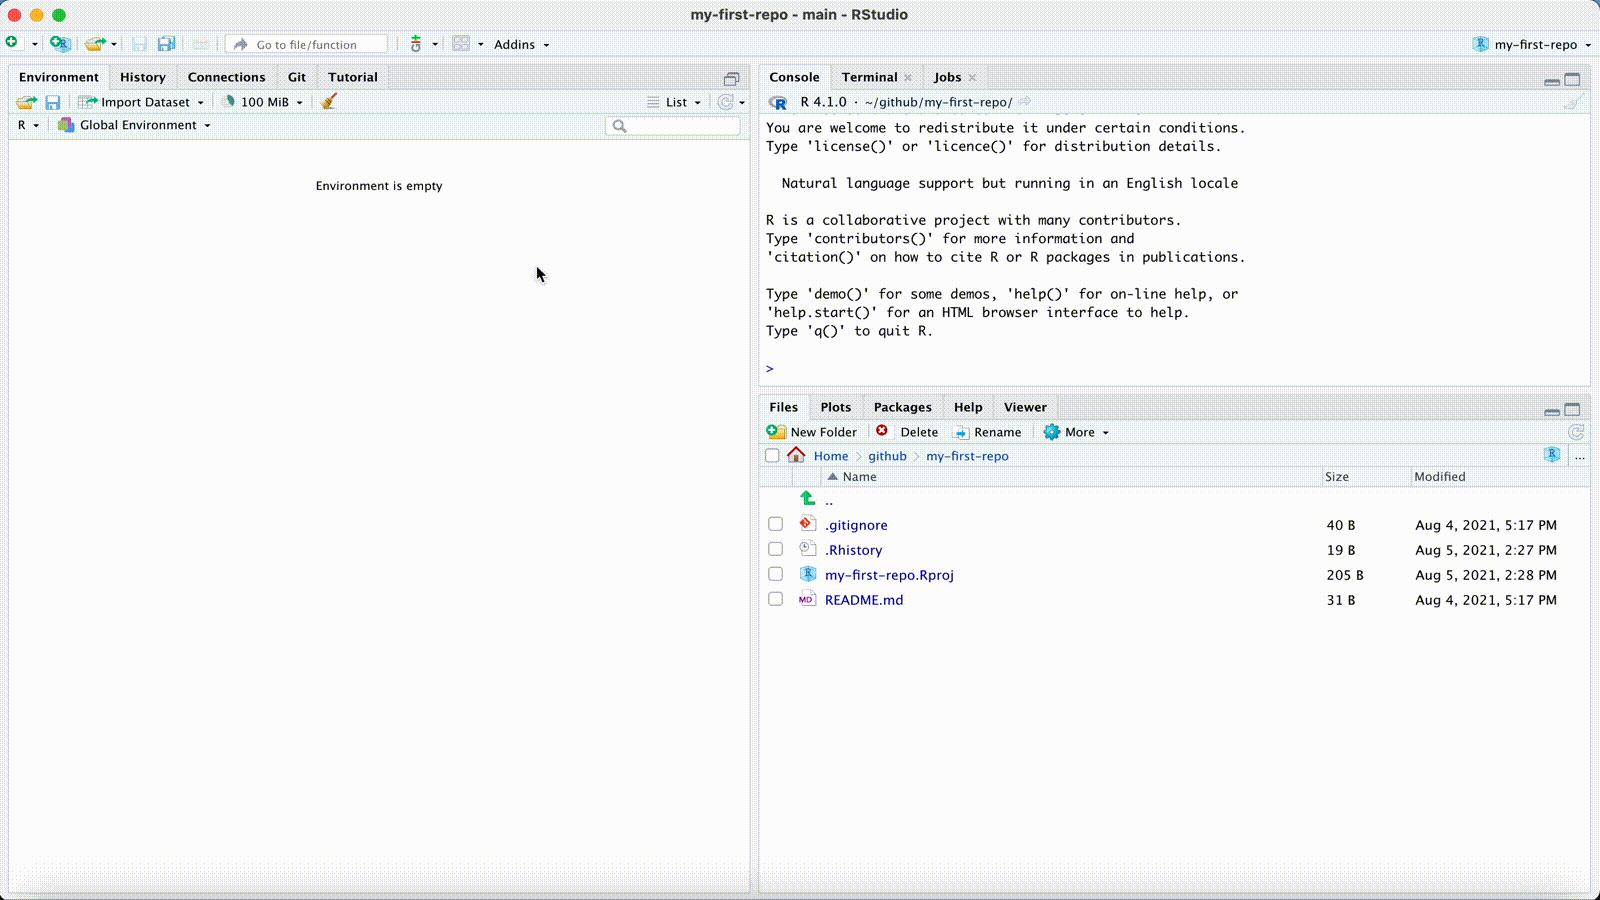 my-first-repo - main - RStudio
Go to file/function
Addins
my-first-repo
Environment History Connections Git Tutorial
Import Dataset 100 MiB List
R Global Environment
Environment is empty
Console Terminal Jobs
R 4.1.0 · ~/github/my-first-repo/
You are welcome to redistribute it under certain conditions.
Type 'license()' or 'licence()' for distribution details.
Natural language support but running in an English locale
R is a collaborative project with many contributors.
Type 'contributors()' for more information and
'citation()' on how to cite R or R packages in publications.
Type 'demo()' for some demos, 'help()' for on-line help, or
'help.start()' for an HTML browser interface to help.
Type 'q()' to quit R.
>
Files Plots Packages Help Viewer
New Folder Delete Rename More
Home github my-first-repo ...
Name Size Modified
..
.gitignore 40 B Aug 4, 2021, 5:17 PM
.Rhistory 19 B Aug 5, 2021, 2:27 PM
my-first-repo.Rproj 205 B Aug 5, 2021, 2:28 PM
README.md 31 B Aug 4, 2021, 5:17 PM